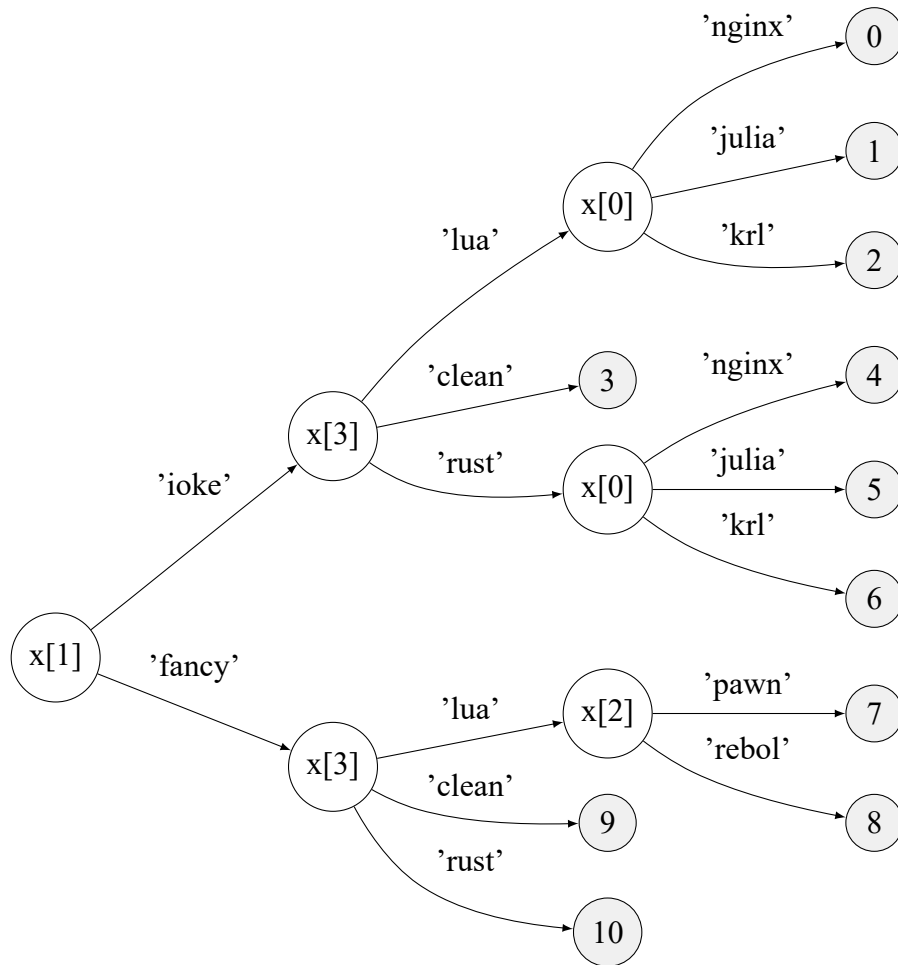 ’nginx’
0
’julia’
1
x[0]
’krl’
’lua’
2
’nginx’
4
’clean’
3
x[3]
’julia’
’rust’
x[0]
5
’ioke’
’krl’
6
x[1]
’fancy’
’pawn’
’lua’
x[2]
7
’rebol’
x[3]
’clean’
9
8
’rust’
10